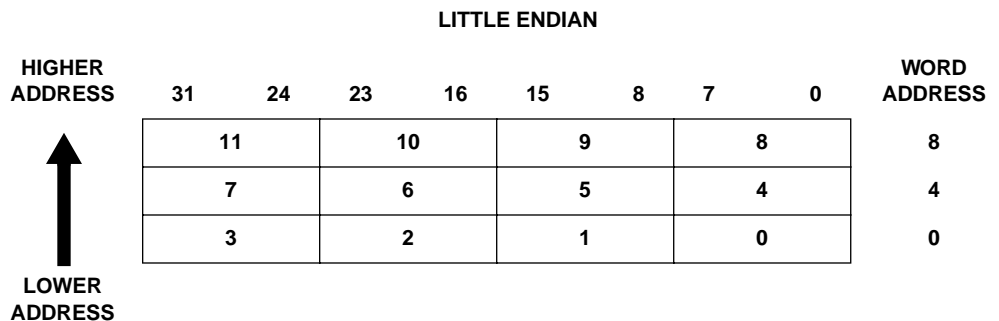 LITTLE ENDIAN
HIGHER ADDRESS 31 24 23 16 15 8 7 0 WORD ADDRESS
11 10 9 8 8
7 6 5 4 4
3 2 1 0 0
LOWER ADDRESS